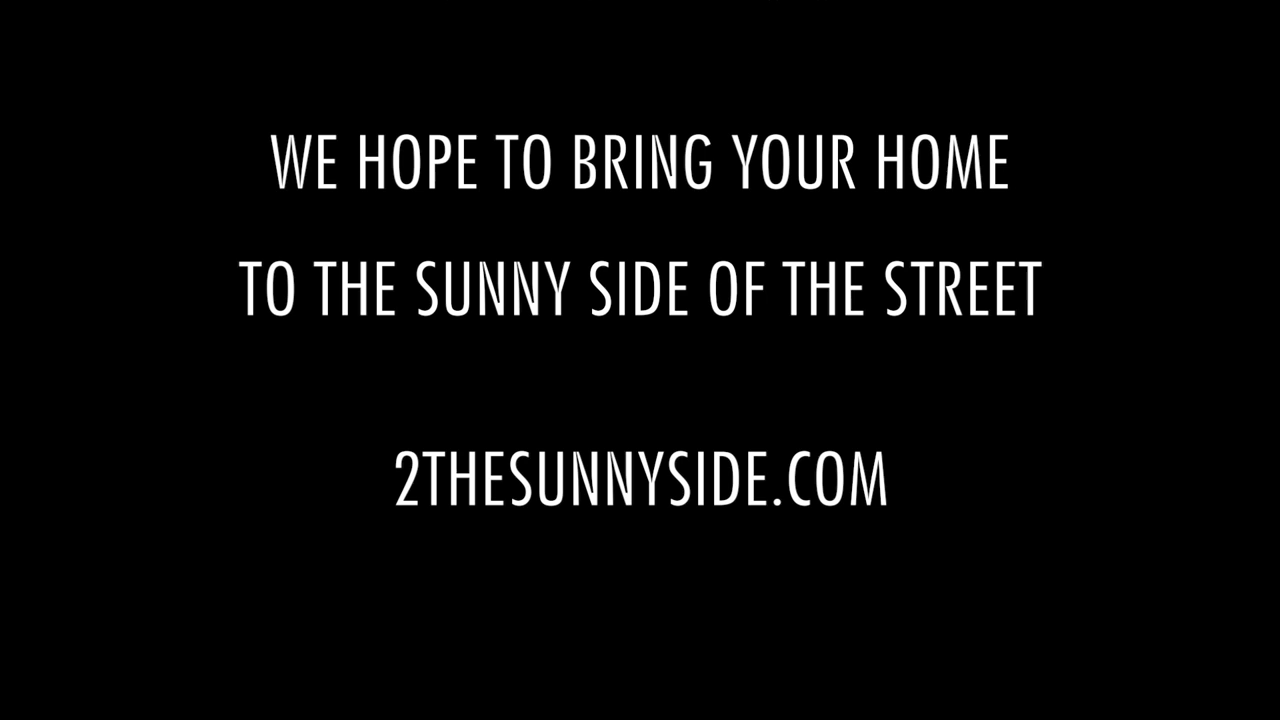 WE HOPE TO BRING YOUR HOME
TO THE SUNNY SIDE OF THE STREET
2THESUNNYSIDE.COM